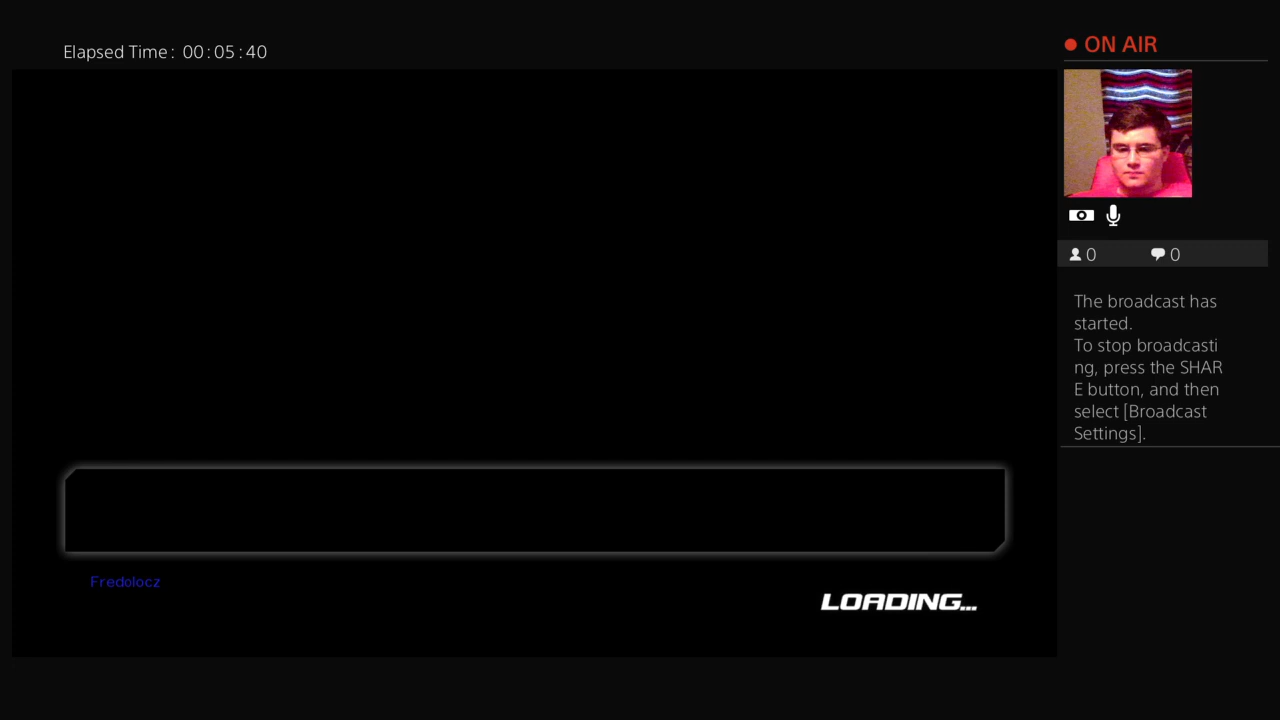 Elapsed Time: 00:05:40
ON AIR
0 0
The broadcast has
started.
To stop broadcasti
ng, press the SHAR
E button, and then
select [Broadcast
Settings].
Fredolocz
LOADING...